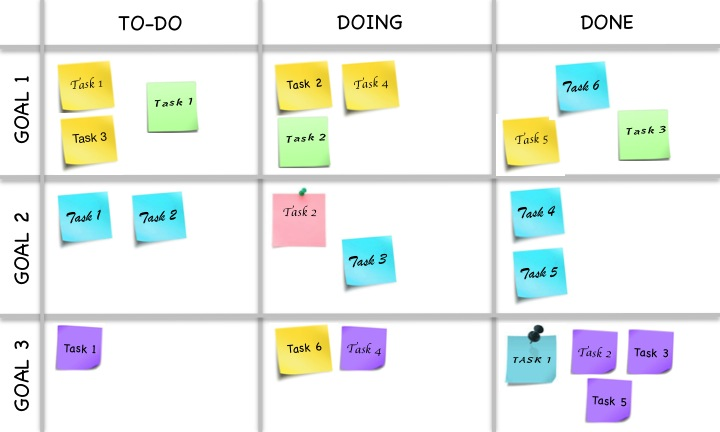 TO-DO
DOING
DONE
GOAL 1
Task 1
Task 1
Task 3
Task 2
Task 4
Task 2
Task 6
Task 5
Task 3
GOAL 2
Task 1
Task 2
Task 2
Task 3
Task 4
Task 5
GOAL 3
Task 1
Task 6
Task 4
TASK 1
Task 2
Task 3
Task 5